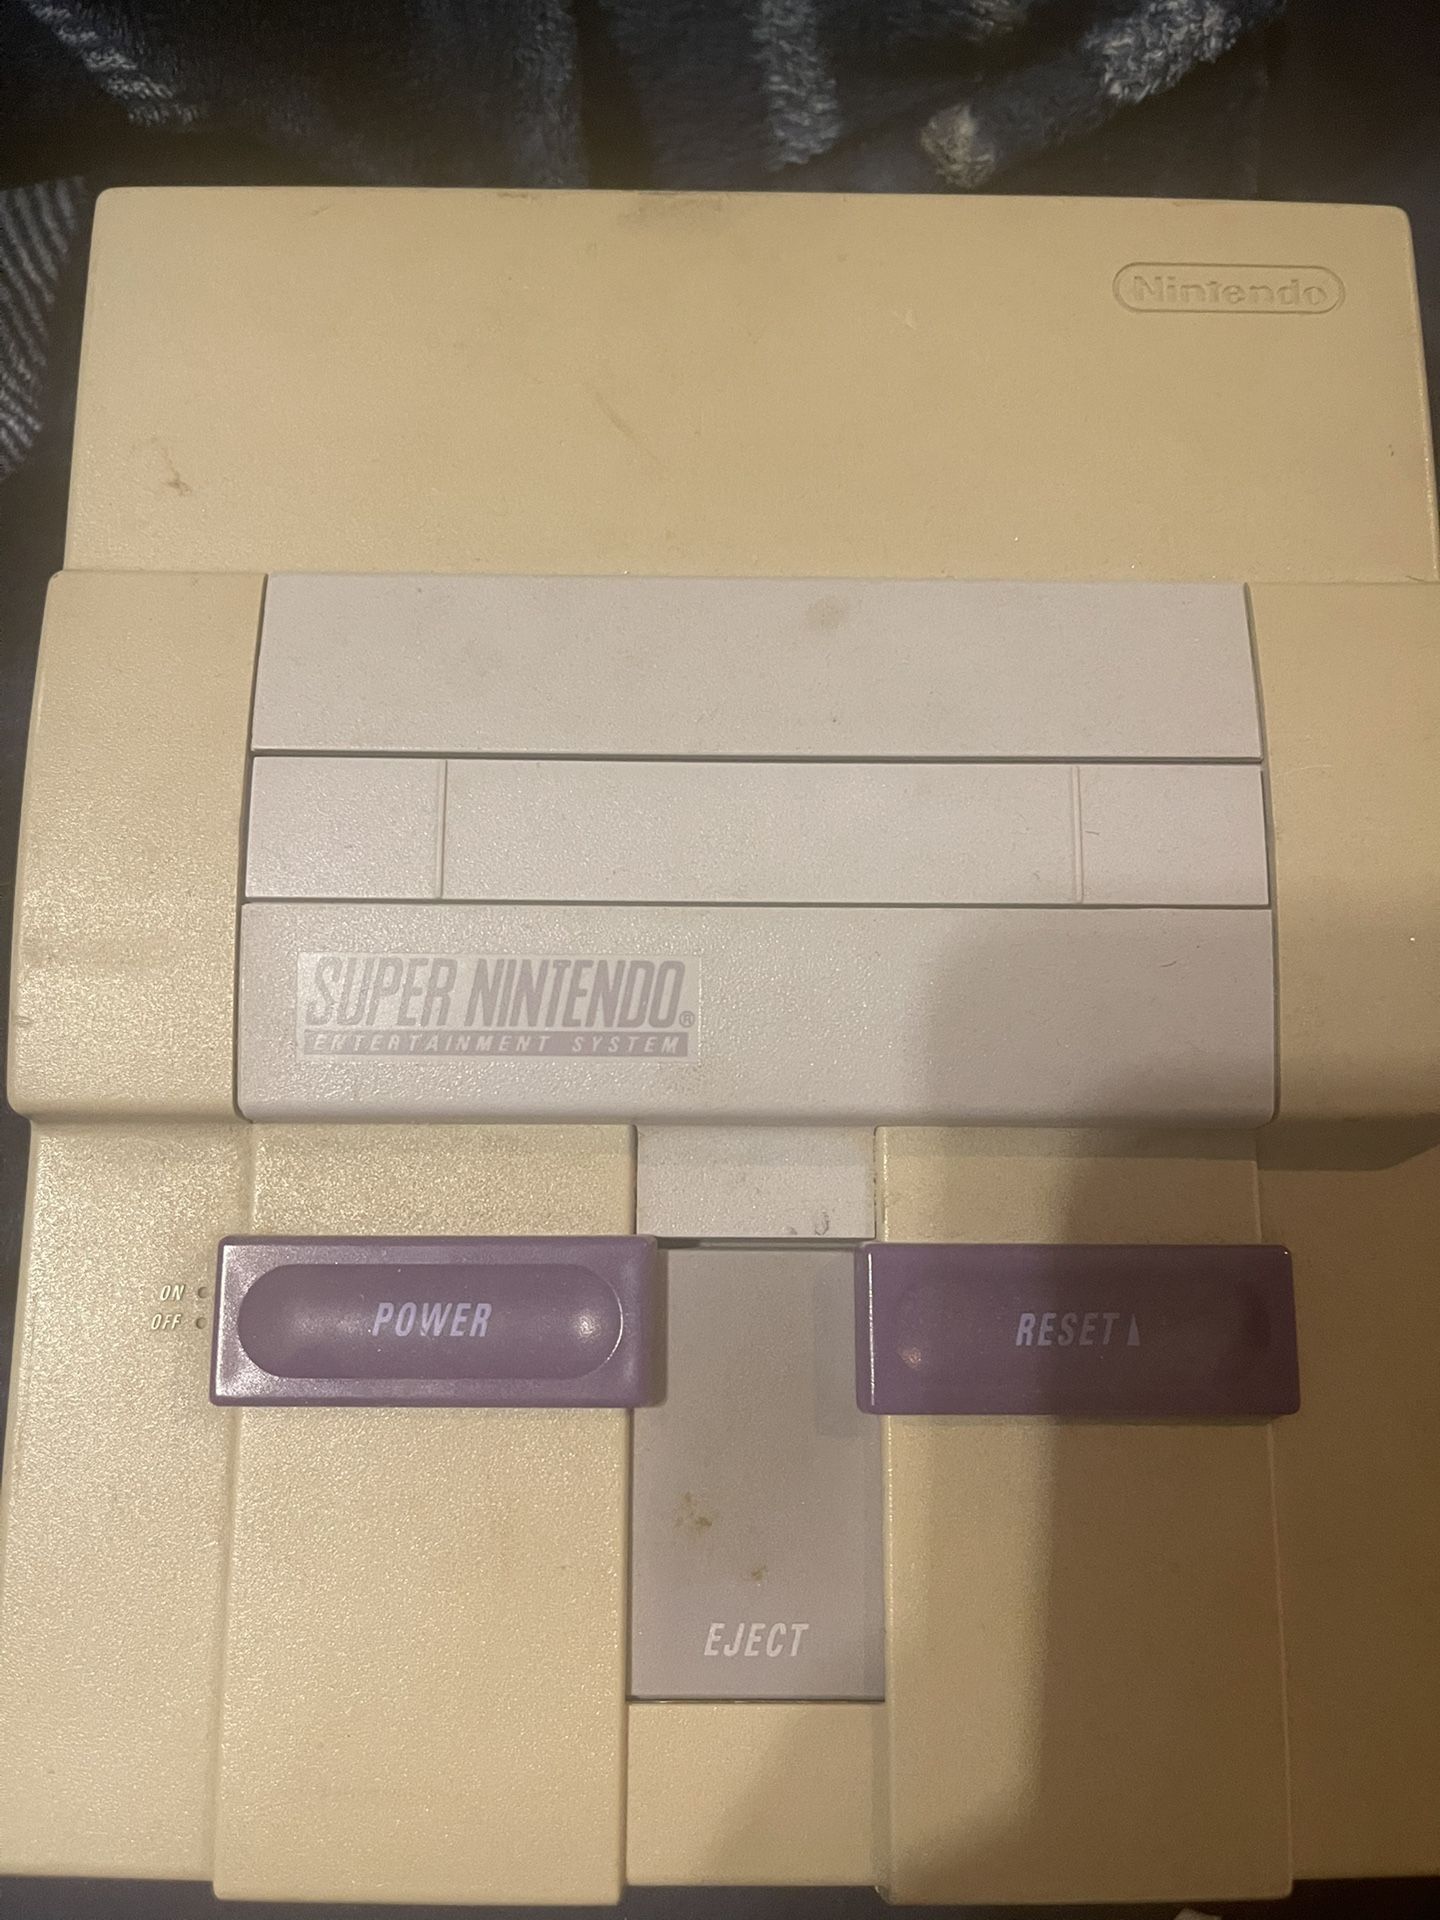 Nintendo
SUPER NINTENDO®
ENTERTAINMENT SYSTEM
ON
OFF
POWER
RESET
EJECT